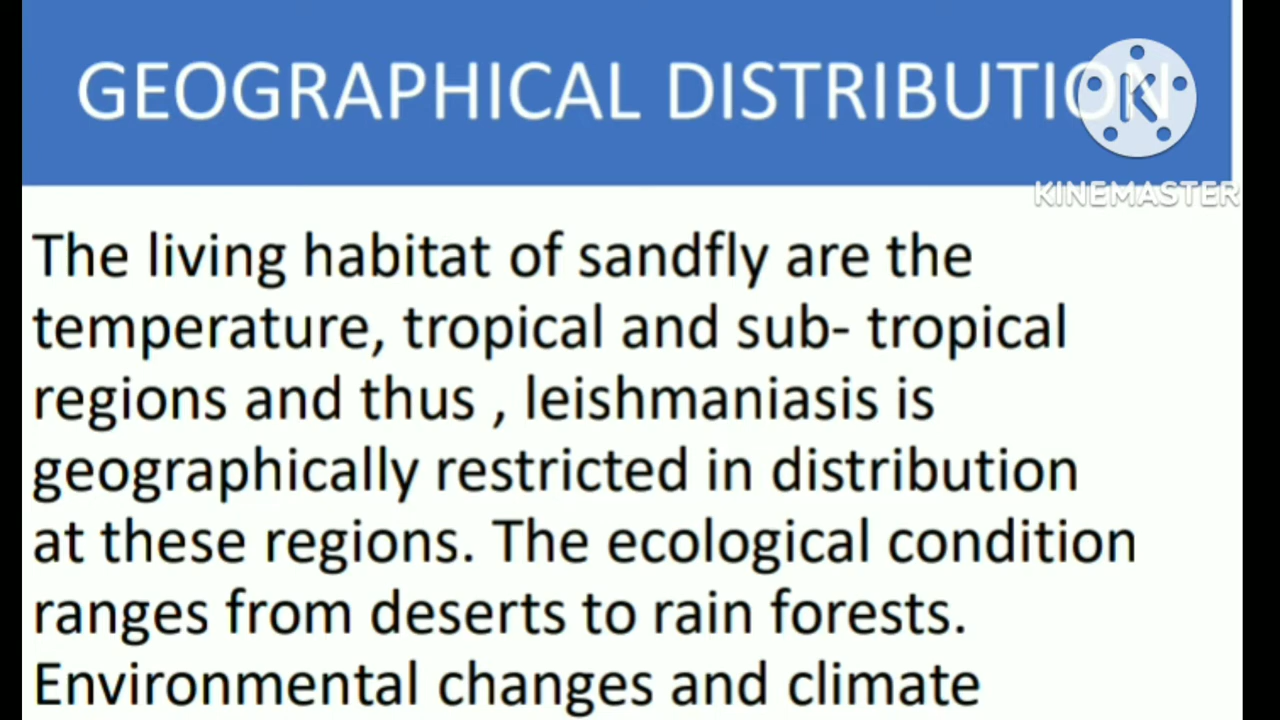 GEOGRAPHICAL DISTRIBUTION
KINEMASTER
The living habitat of sandfly are the
temperature, tropical and sub- tropical
regions and thus , leishmaniasis is
geographically restricted in distribution
at these regions. The ecological condition
ranges from deserts to rain forests.
Environmental changes and climate